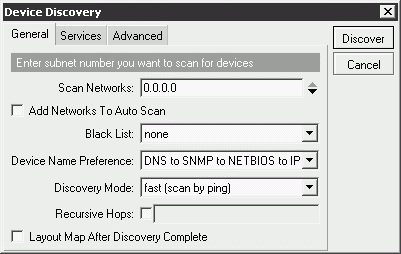 Device Discovery
General Services Advanced
Discover
Enter subnet number you want to scan for devices
Cancel
Scan Networks: 0.0.0.0
Add Networks To Auto Scan
Black List: none
Device Name Preference: DNS to SNMP to NETBIOS to IP
Discovery Mode: fast (scan by ping)
Recursive Hops:
Layout Map After Discovery Complete